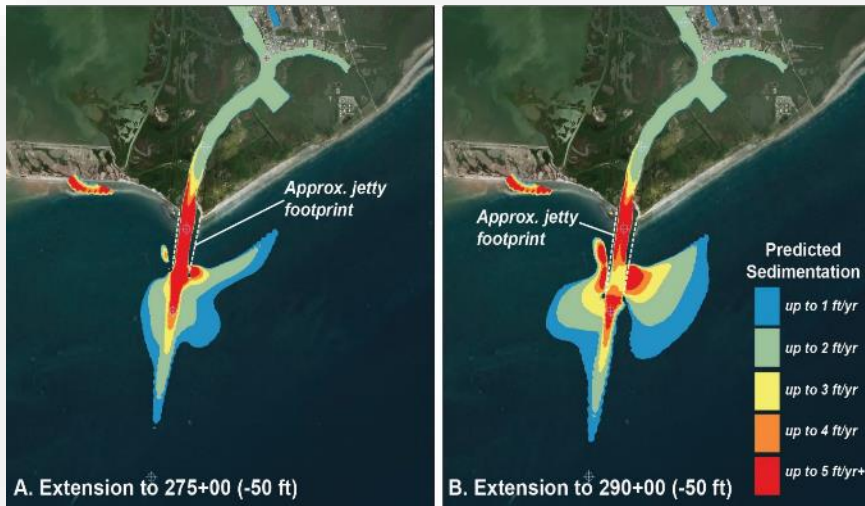 Approx. jetty
footprint
A. Extension to 275+00 (-50 ft)
Approx. jetty
footprint
B. Extension to 290+00 (-50 ft)
Predicted
Sedimentation
up to 1 ft/yr
up to 2 ft/yr
up to 3 ft/yr
up to 4 ft/yr
up to 5 ft/yr+